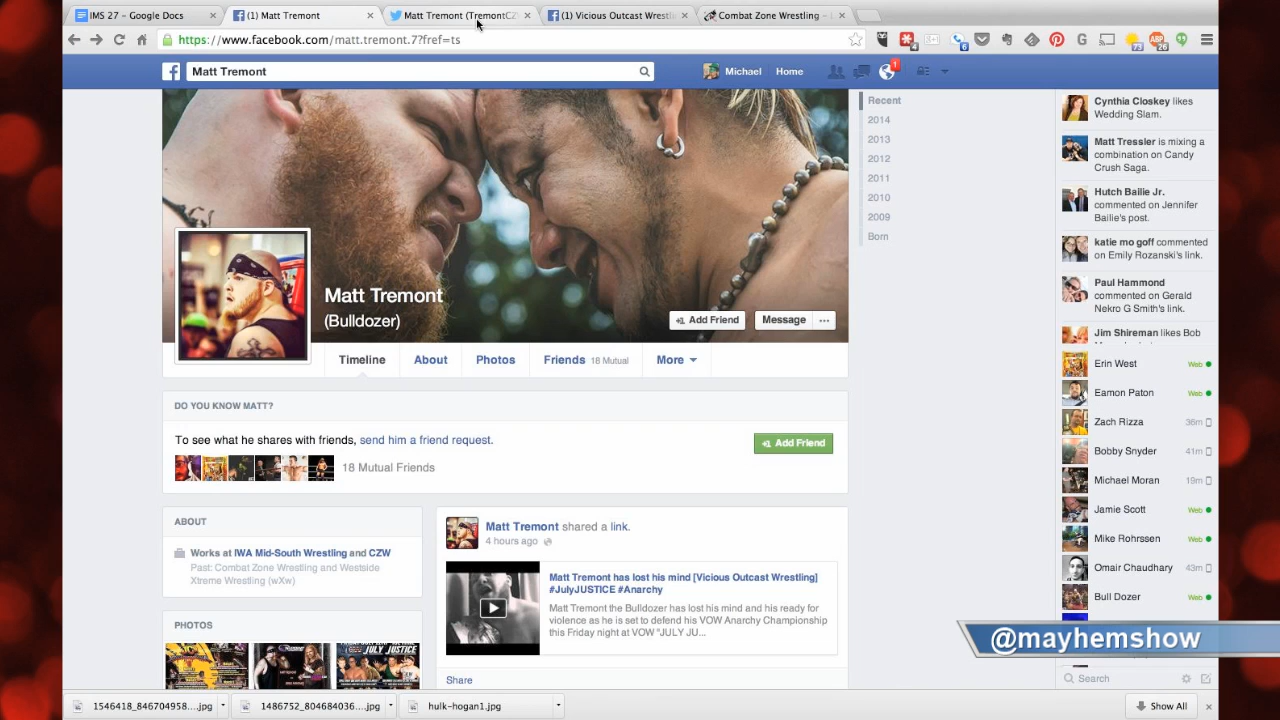 IMS 27 – Google Docs
(1) Matt Tremont
Matt Tremont (TremontCZ
(1) Vicious Outcast Wrestli
Combat Zone Wrestling –
https://www.facebook.com/matt.tremont.7?fref=ts
4
6
73
26
Matt Tremont
Michael
Home
1
Recent
2014
2013
2012
2011
2010
2009
Born
Matt Tremont
(Bulldozer)
Add Friend
Message
Timeline
About
Photos
Friends 18 Mutual
More
DO YOU KNOW MATT?
To see what he shares with friends, send him a friend request.
Add Friend
18 Mutual Friends
ABOUT
Works at IWA Mid-South Wrestling and CZW
Past: Combat Zone Wrestling and Westside
Xtreme Wrestling (wXw)
PHOTOS
JULY JUSTICE
Matt Tremont shared a link.
4 hours ago
Matt Tremont has lost his mind [Vicious Outcast Wrestling]
#JulyJUSTICE #Anarchy
Matt Tremont the Bulldozer has lost his mind and his ready for
violence as he is set to defend his VOW Anarchy Championship
this Friday night at VOW "JULY JU...
Share
Cynthia Closkey likes
Wedding Slam.
Matt Tressler is mixing a
combination on Candy
Crush Saga.
Hutch Bailie Jr.
commented on Jennifer
Bailie's post.
katie mo goff commented
on Emily Rozanski's link.
Paul Hammond
commented on Gerald
Nekro G Smith's link.
Jim Shireman likes Bob
Erin West Web
Eamon Paton Web
Zach Rizza 36m
Bobby Snyder 41m
Michael Moran 19m
Jamie Scott Web
Mike Rohrssen Web
Omair Chaudhary 43m
Bull Dozer Web
@mayhemshow
Search
1546418_846704958....jpg
1486752_804684036....jpg
hulk-hogan1.jpg
Show All